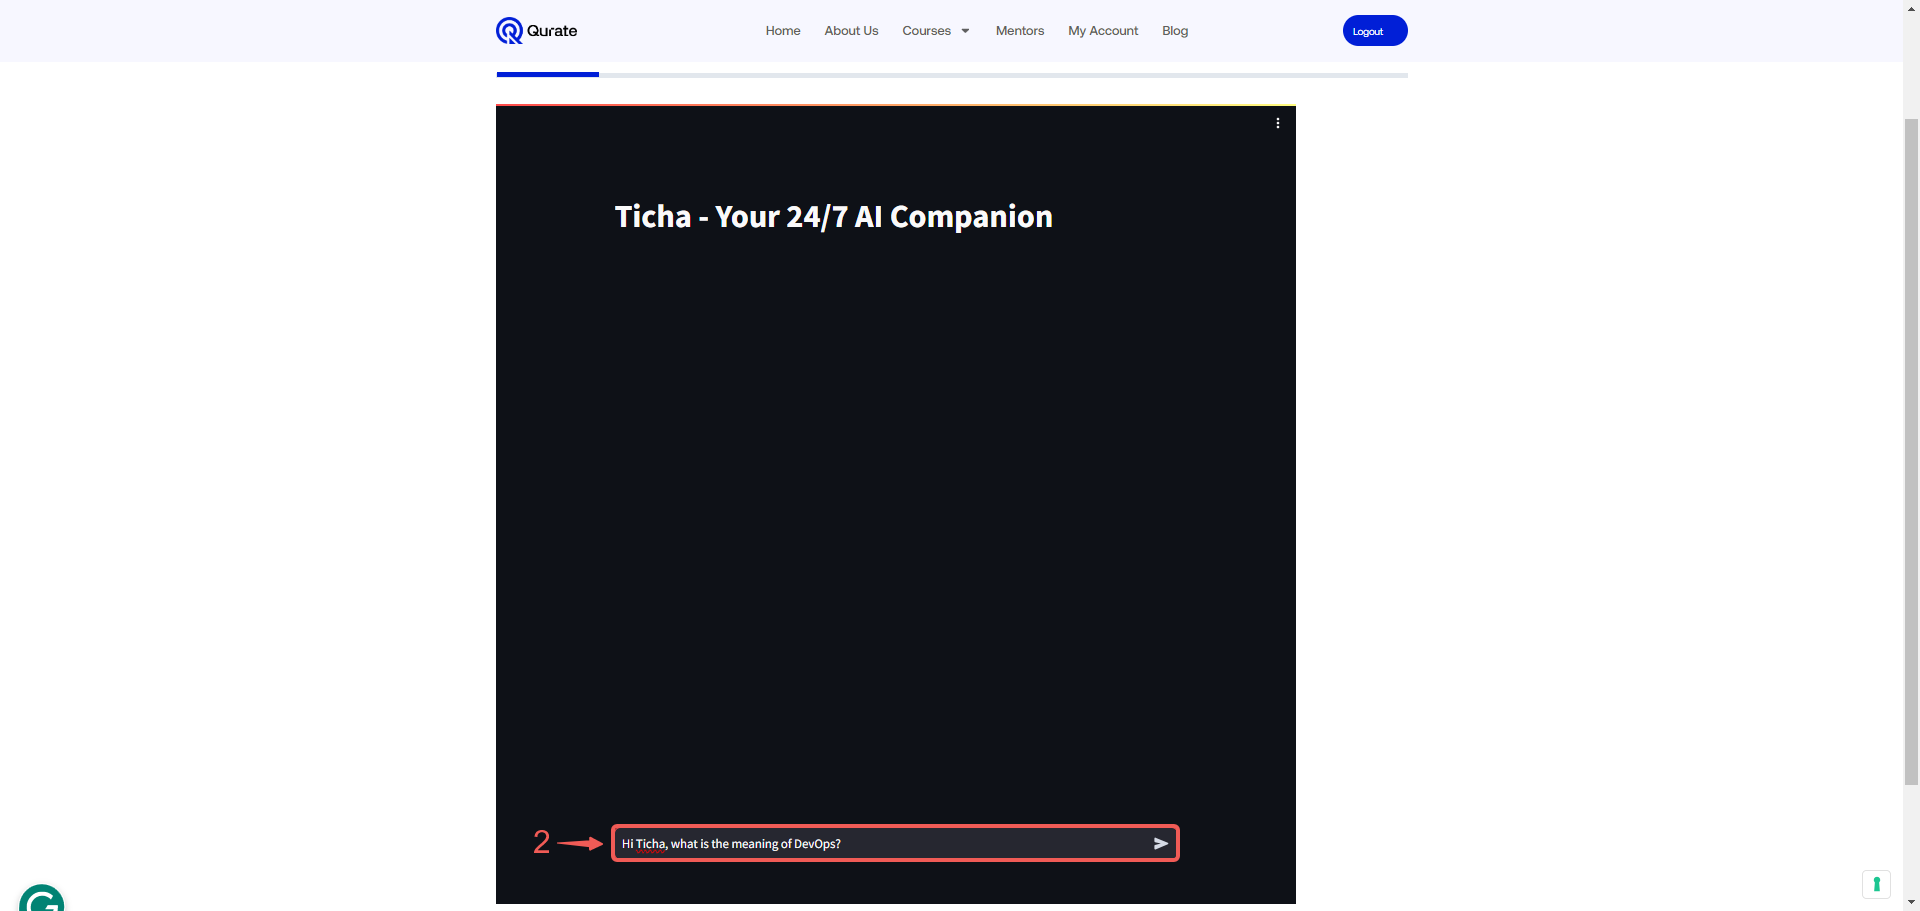 Qurate
Home About Us Courses Mentors My Account Blog
Logout
Ticha - Your 24/7 AI Companion
2
Hi Ticha, what is the meaning of DevOps?